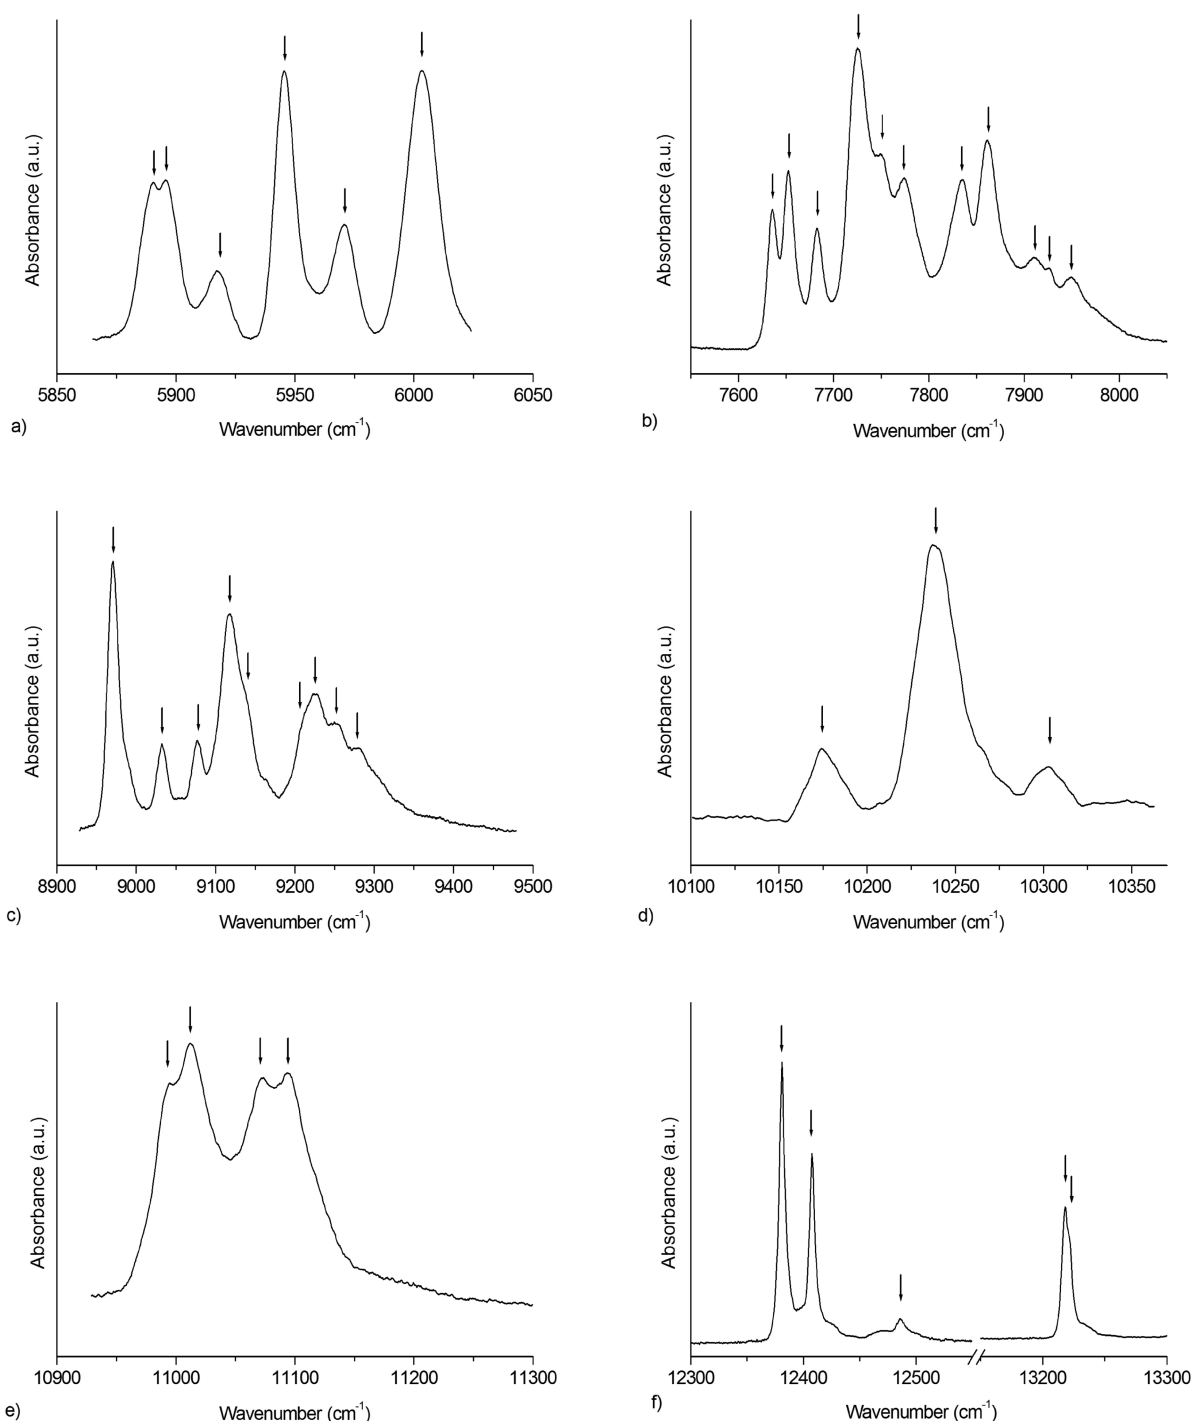 Absorbance (a.u.)
5850 5900 5950 6000 6050
Wavenumber (cm⁻¹)
a)
Absorbance (a.u.)
7600 7700 7800 7900 8000
Wavenumber (cm⁻¹)
b)
Absorbance (a.u.)
8900 9000 9100 9200 9300 9400 9500
Wavenumber (cm⁻¹)
c)
Absorbance (a.u.)
10100 10150 10200 10250 10300 10350
Wavenumber (cm⁻¹)
d)
Absorbance (a.u.)
10900 11000 11100 11200 11300
Wavenumber (cm⁻¹)
e)
Absorbance (a.u.)
12300 12400 12500 13200 13300
Wavenumber (cm⁻¹)
f)